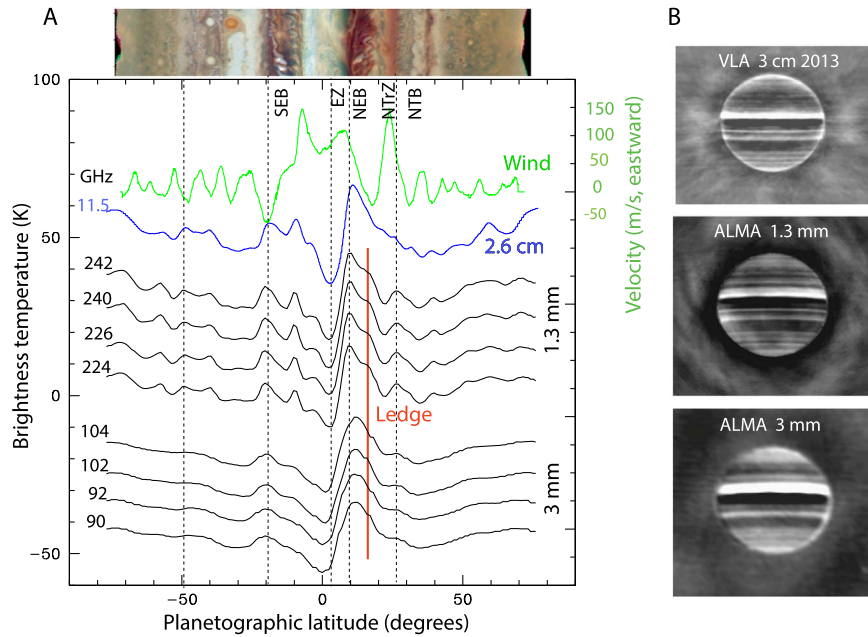 A
B
SEB
EZ
NEB
NTrZ
NTB
100
50
0
−50
Brightness temperature (K)
GHz
11.5
242
240
226
224
104
102
92
90
Wind
2.6 cm
Ledge
1.3 mm
3 mm
150
100
50
0
-50
Velocity (m/s, eastward)
−50
0
50
Planetographic latitude (degrees)
VLA 3 cm 2013
ALMA 1.3 mm
ALMA 3 mm